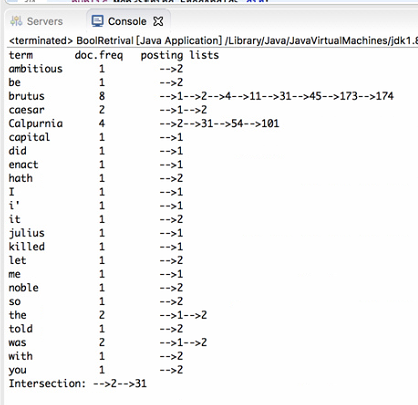 Servers Console
<terminated> BoolRetrival [Java Application] /Library/Java/JavaVirtualMachines/jdk1.8
term doc.freq posting lists
ambitious 1 -->2
be 1 -->2
brutus 8 -->1-->2-->4-->11-->31-->45-->173-->174
caesar 2 -->1-->2
Calpurnia 4 -->2-->31-->54-->101
capital 1 -->1
did 1 -->1
enact 1 -->1
hath 1 -->2
I 1 -->1
i' 1 -->1
it 1 -->2
julius 1 -->1
killed 1 -->1
let 1 -->2
me 1 -->1
noble 1 -->2
so 1 -->2
the 2 -->1-->2
told 1 -->2
was 2 -->1-->2
with 1 -->2
you 1 -->2
Intersection: -->2-->31